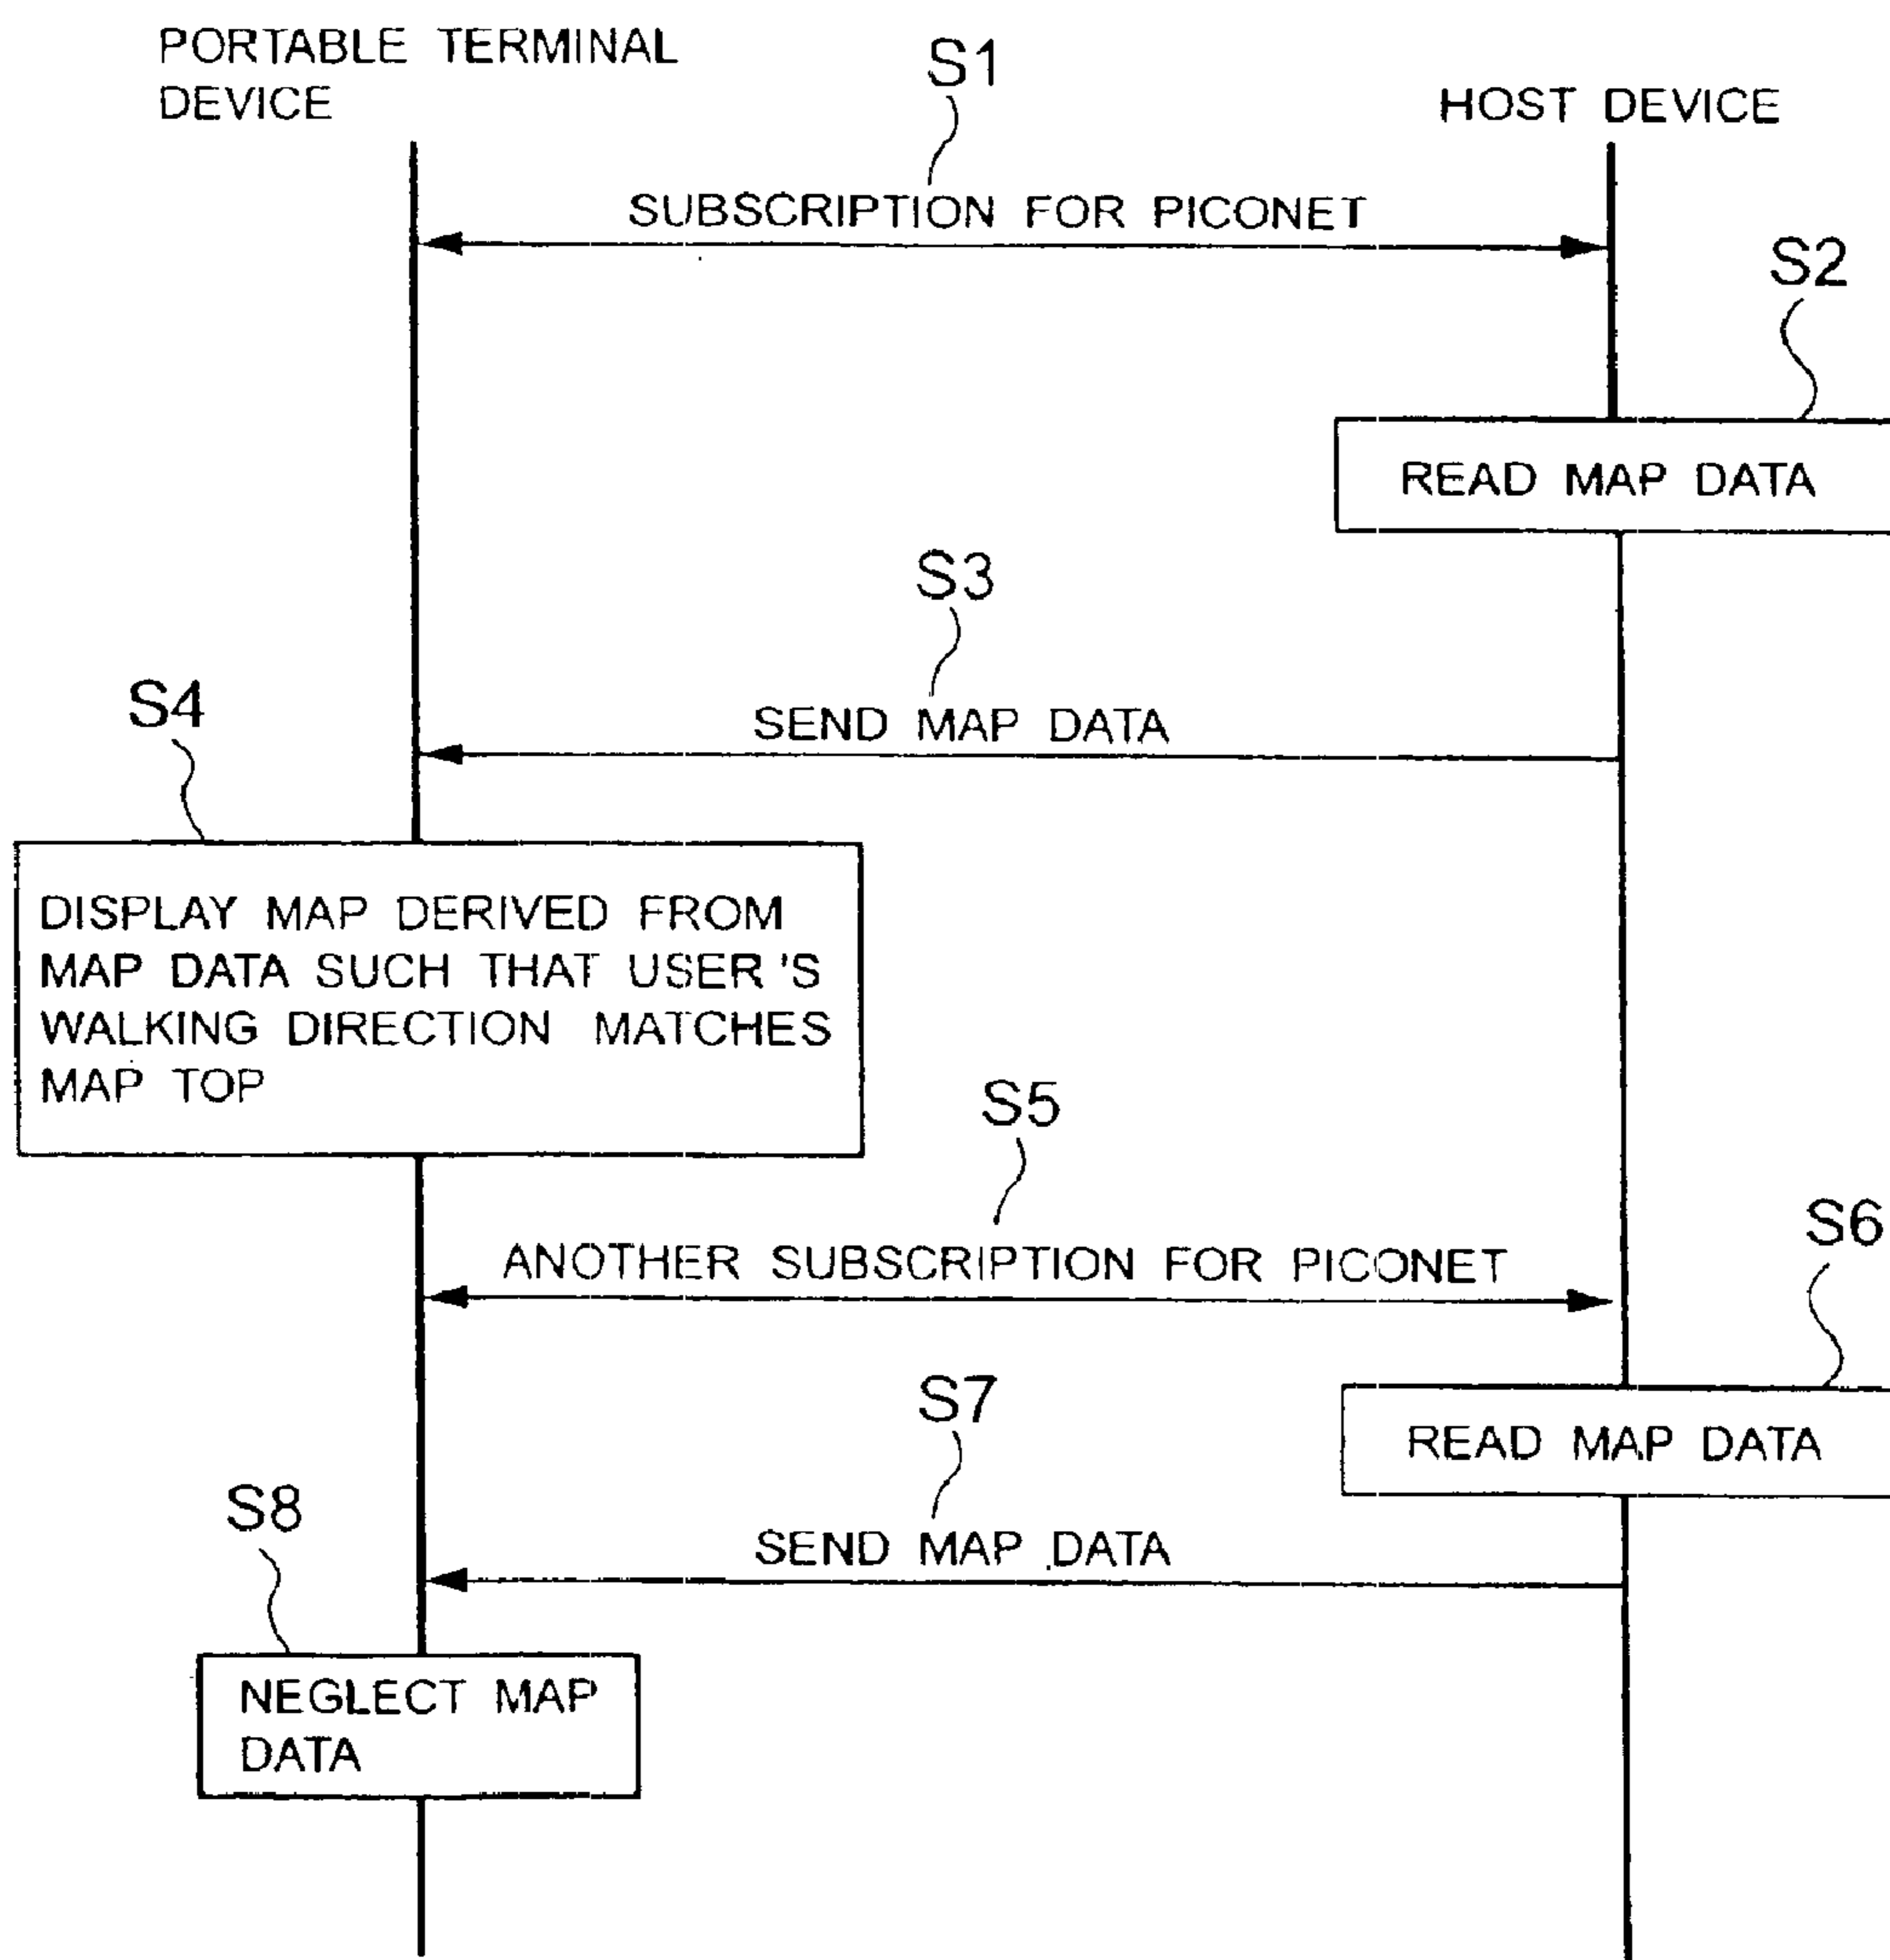 PORTABLE TERMINAL
DEVICE
S1
HOST DEVICE
SUBSCRIPTION FOR PICONET
S2
READ MAP DATA
S3
SEND MAP DATA
S4
DISPLAY MAP DERIVED FROM
MAP DATA SUCH THAT USER'S
WALKING DIRECTION MATCHES
MAP TOP
S5
ANOTHER SUBSCRIPTION FOR PICONET
S6
READ MAP DATA
S7
SEND MAP DATA
S8
NEGLECT MAP
DATA